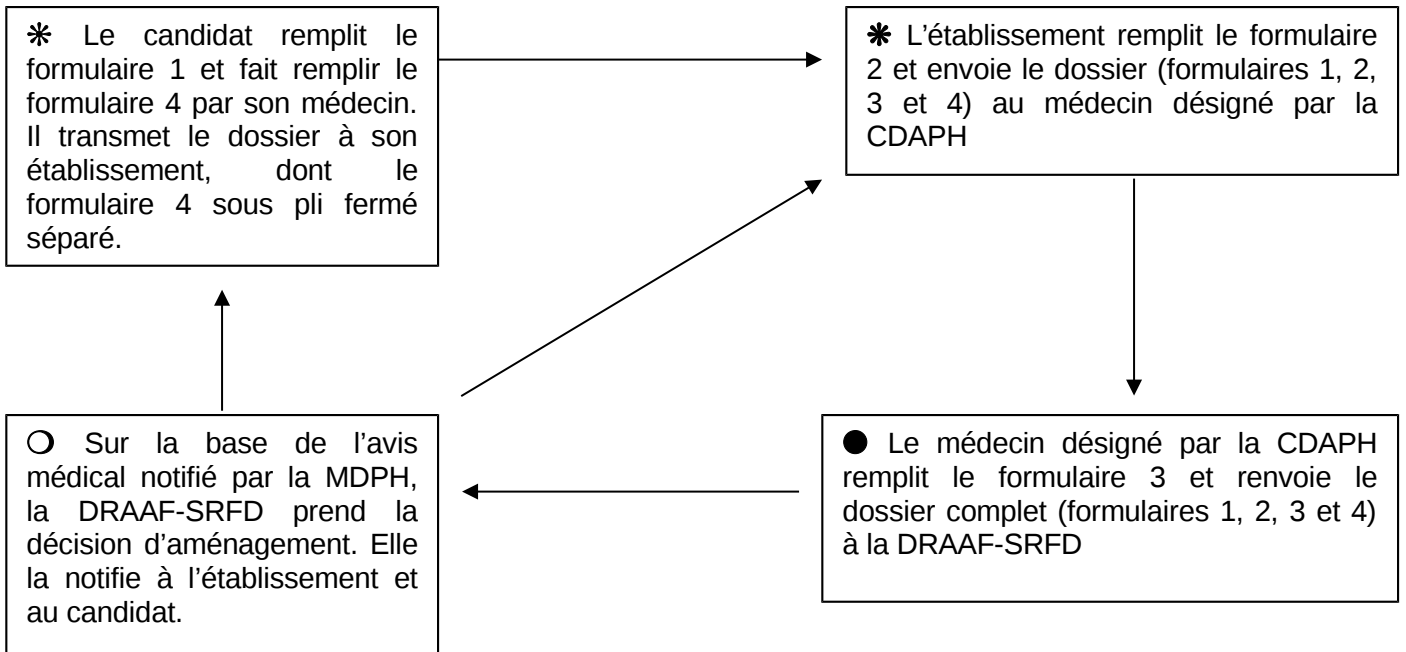 ❊ Le candidat remplit le
formulaire 1 et fait remplir le
formulaire 4 par son médecin.
Il transmet le dossier à son
établissement, dont le
formulaire 4 sous pli fermé
séparé.
❋ L'établissement remplit le formulaire
2 et envoie le dossier (formulaires 1, 2,
3 et 4) au médecin désigné par la
CDAPH
❍ Sur la base de l’avis
médical notifié par la MDPH,
la DRAAF-SRFD prend la
décision d’aménagement. Elle
la notifie à l’établissement et
au candidat.
● Le médecin désigné par la CDAPH
remplit le formulaire 3 et renvoie le
dossier complet (formulaires 1, 2, 3 et 4)
à la DRAAF-SRFD